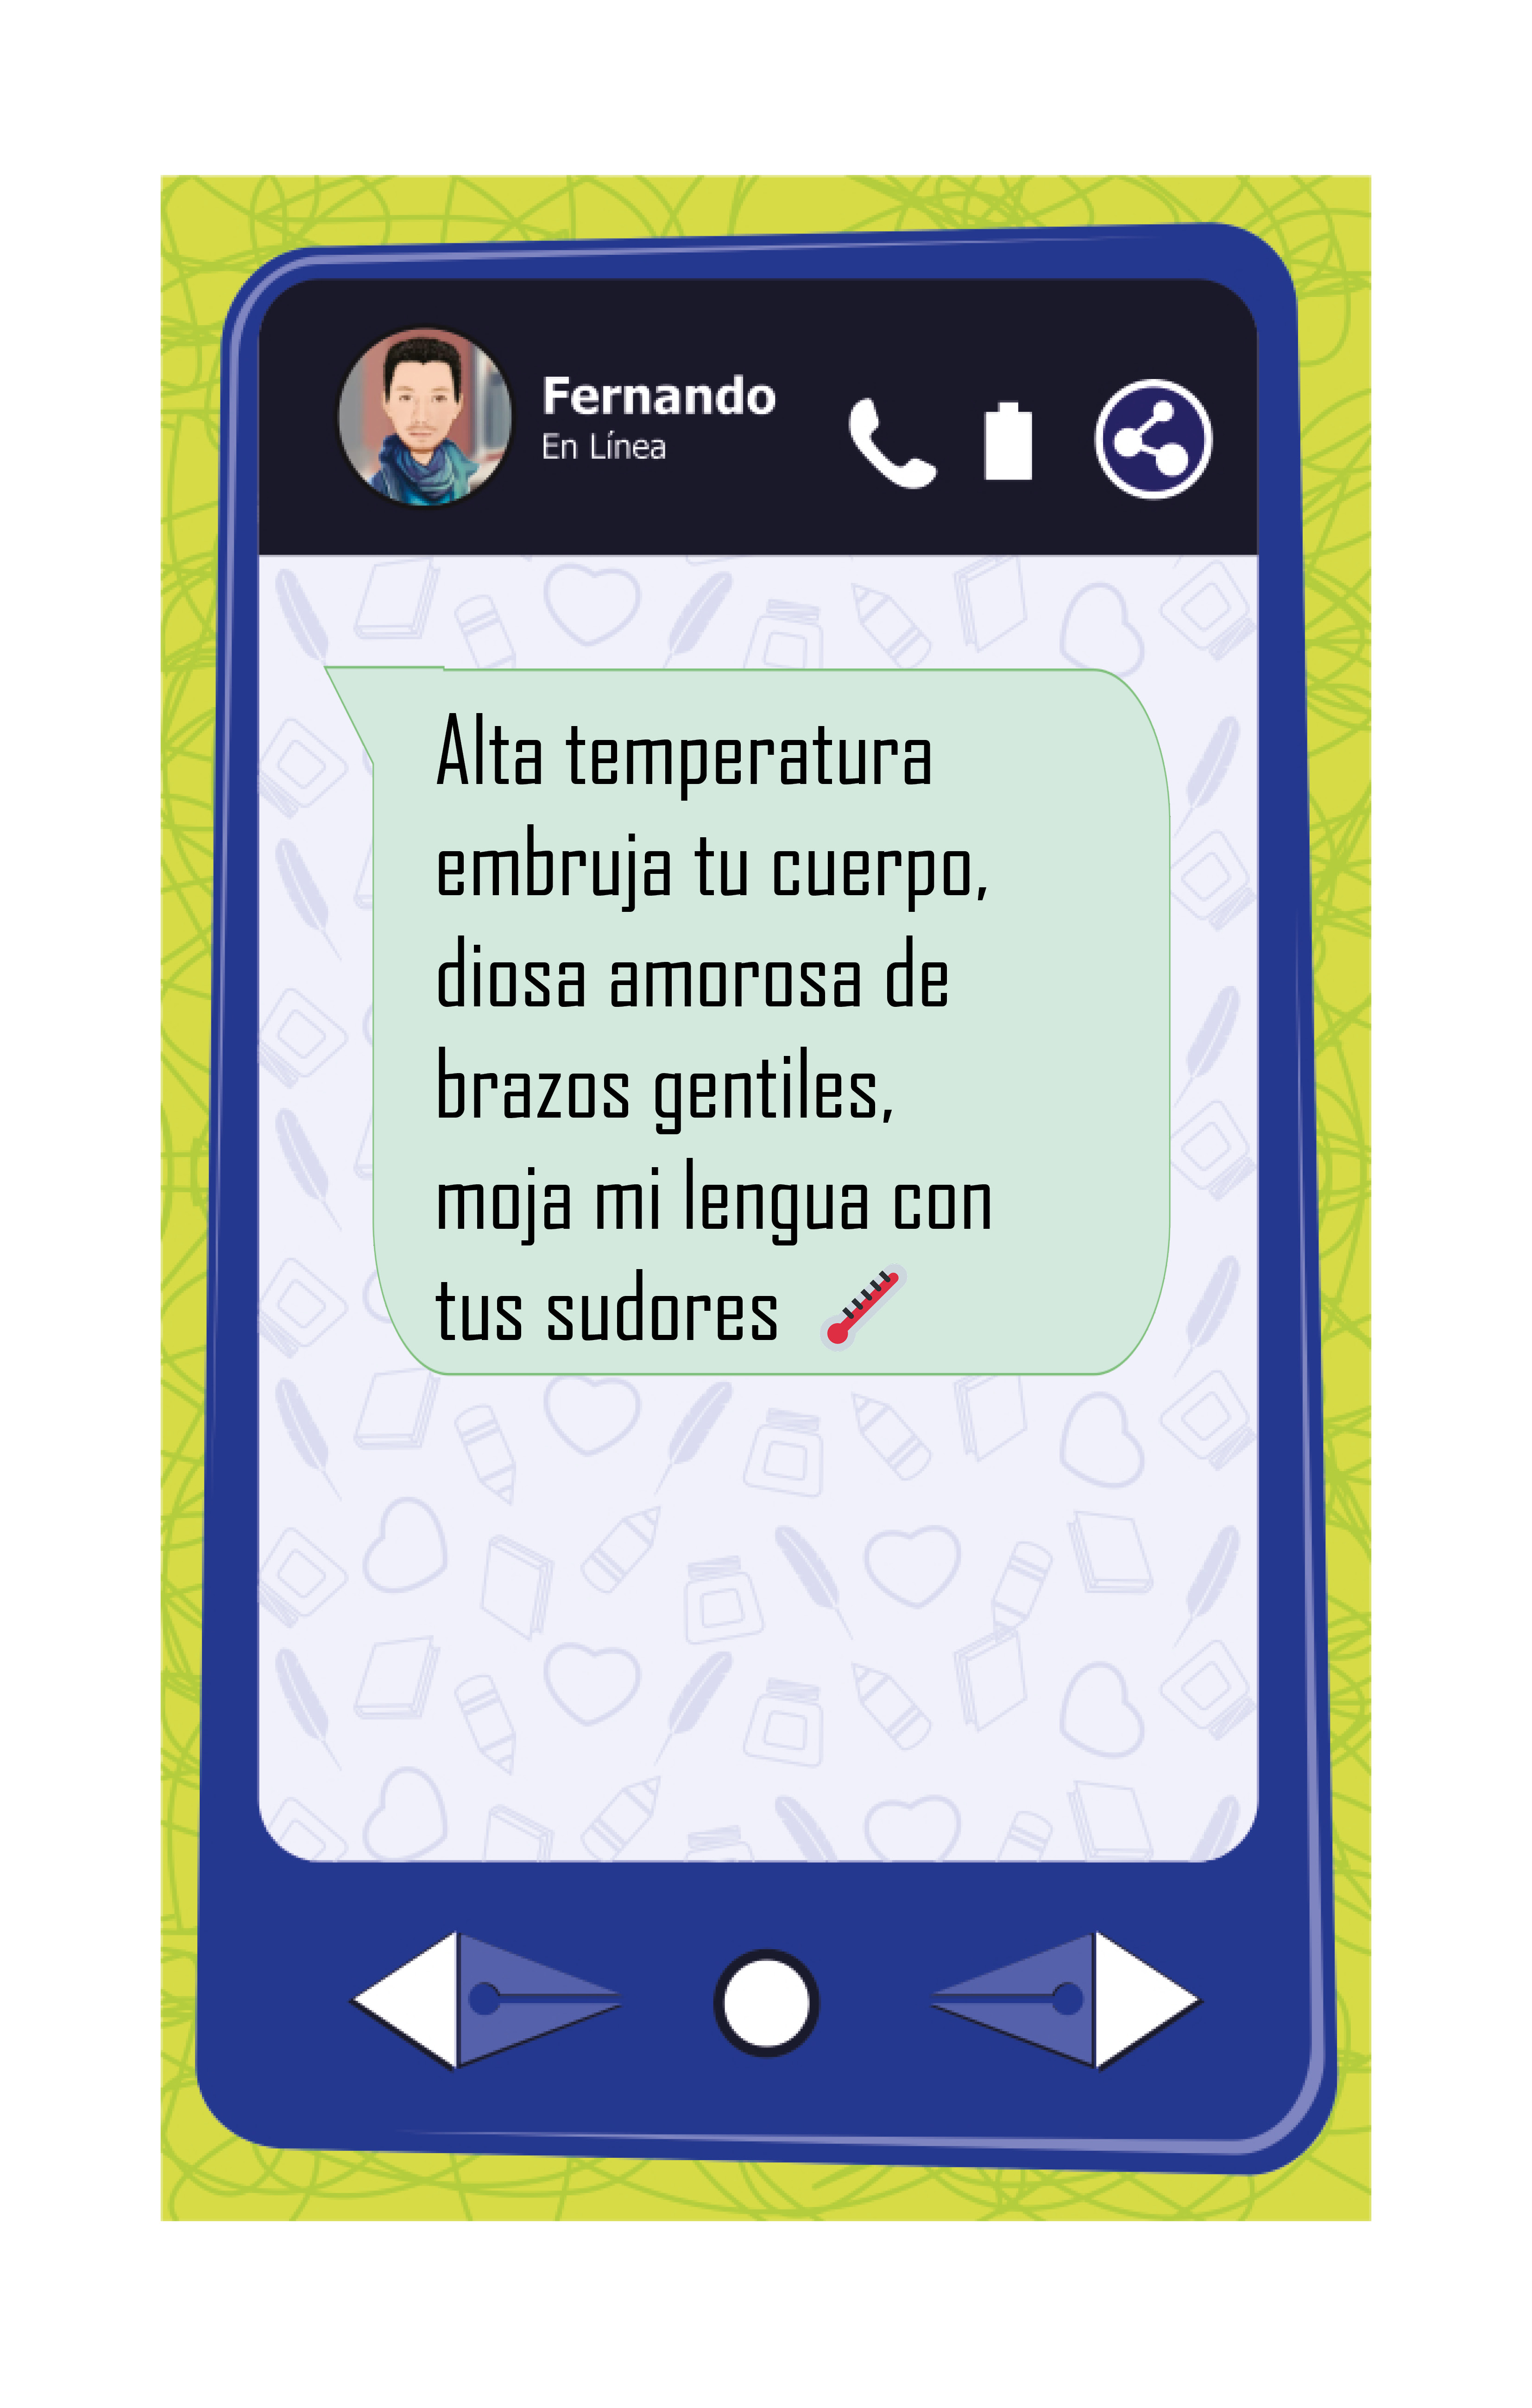 Fernando
En Línea
Alta temperatura
embruja tu cuerpo,
diosa amorosa de
brazos gentiles,
moja mi lengua con
tus sudores 🌡